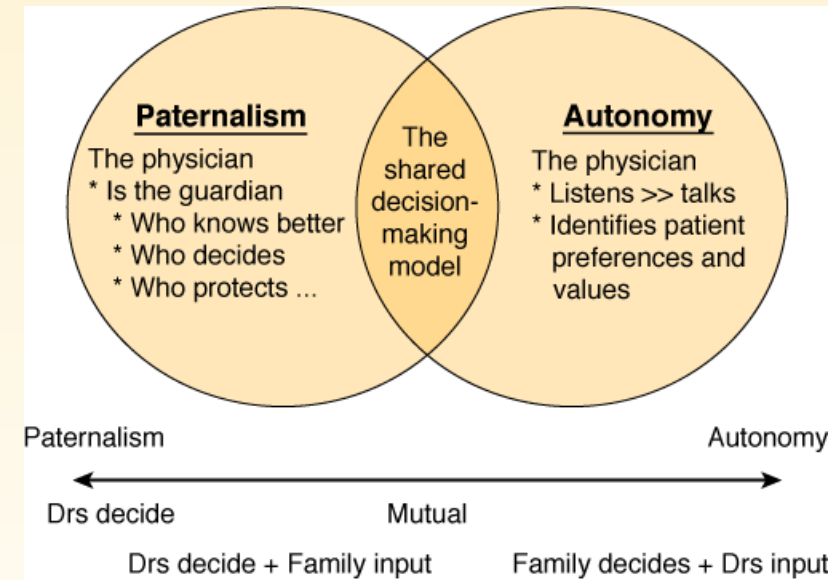 Paternalism
The physician
* Is the guardian
* Who knows better
* Who decides
* Who protects ...
The
shared
decision-
making
model
Autonomy
The physician
* Listens >> talks
* Identifies patient
preferences and
values
Paternalism
Autonomy
Drs decide
Mutual
Drs decide + Family input
Family decides + Drs input